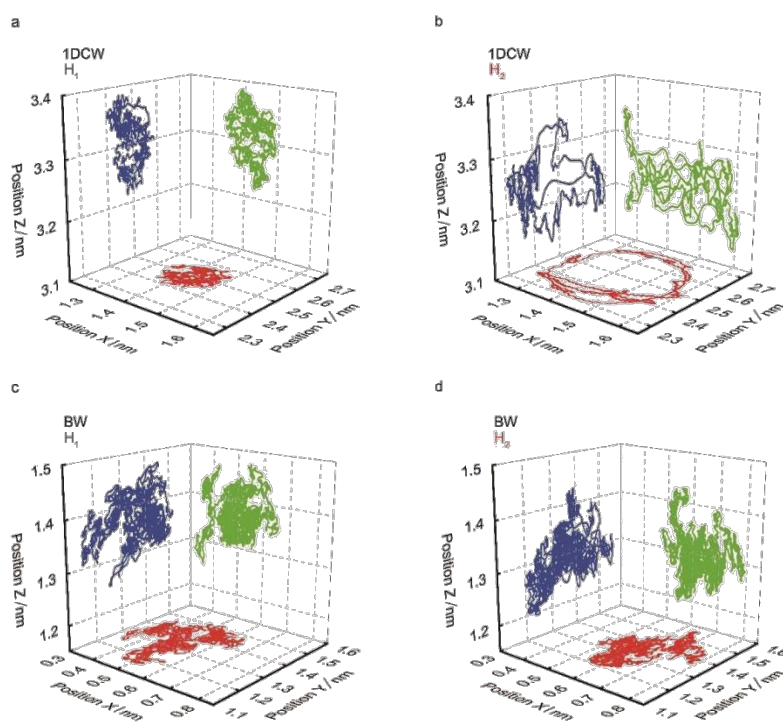 a
1DCW
H₁
3.4
3.3
3.2
3.1
Position Z/nm
1.3
1.4
1.5
1.6
Position X/nm
2.3
2.4
2.5
2.6
2.7
Position Y/nm
b
1DCW
H₂
3.4
3.3
3.2
3.1
Position Z/nm
1.3
1.4
1.5
1.6
Position X/nm
2.3
2.4
2.5
2.6
2.7
Position Y/nm
c
BW
H₁
1.5
1.4
1.3
1.2
Position Z/nm
0.3
0.4
0.5
0.6
0.7
0.8
Position X/nm
1.1
1.2
1.3
1.4
1.5
1.6
Position Y/nm
d
BW
H₂
1.5
1.4
1.3
1.2
Position Z/nm
0.3
0.4
0.5
0.6
0.7
0.8
Position X/nm
1.1
1.2
1.3
1.4
1.5
1.6
Position Y/nm